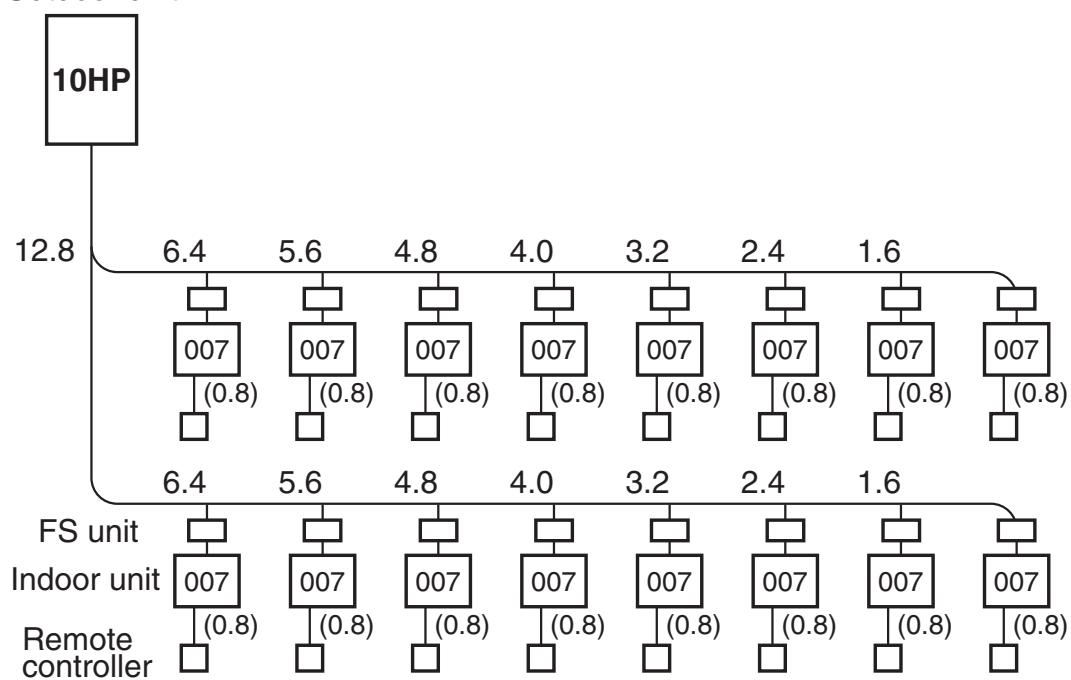 10HP
12.8 6.4 5.6 4.8 4.0 3.2 2.4 1.6
007 007 007 007 007 007 007 007
(0.8) (0.8) (0.8) (0.8) (0.8) (0.8) (0.8) (0.8)
6.4 5.6 4.8 4.0 3.2 2.4 1.6
FS unit
Indoor unit 007 007 007 007 007 007 007 007
(0.8) (0.8) (0.8) (0.8) (0.8) (0.8) (0.8) (0.8)
Remote
controller